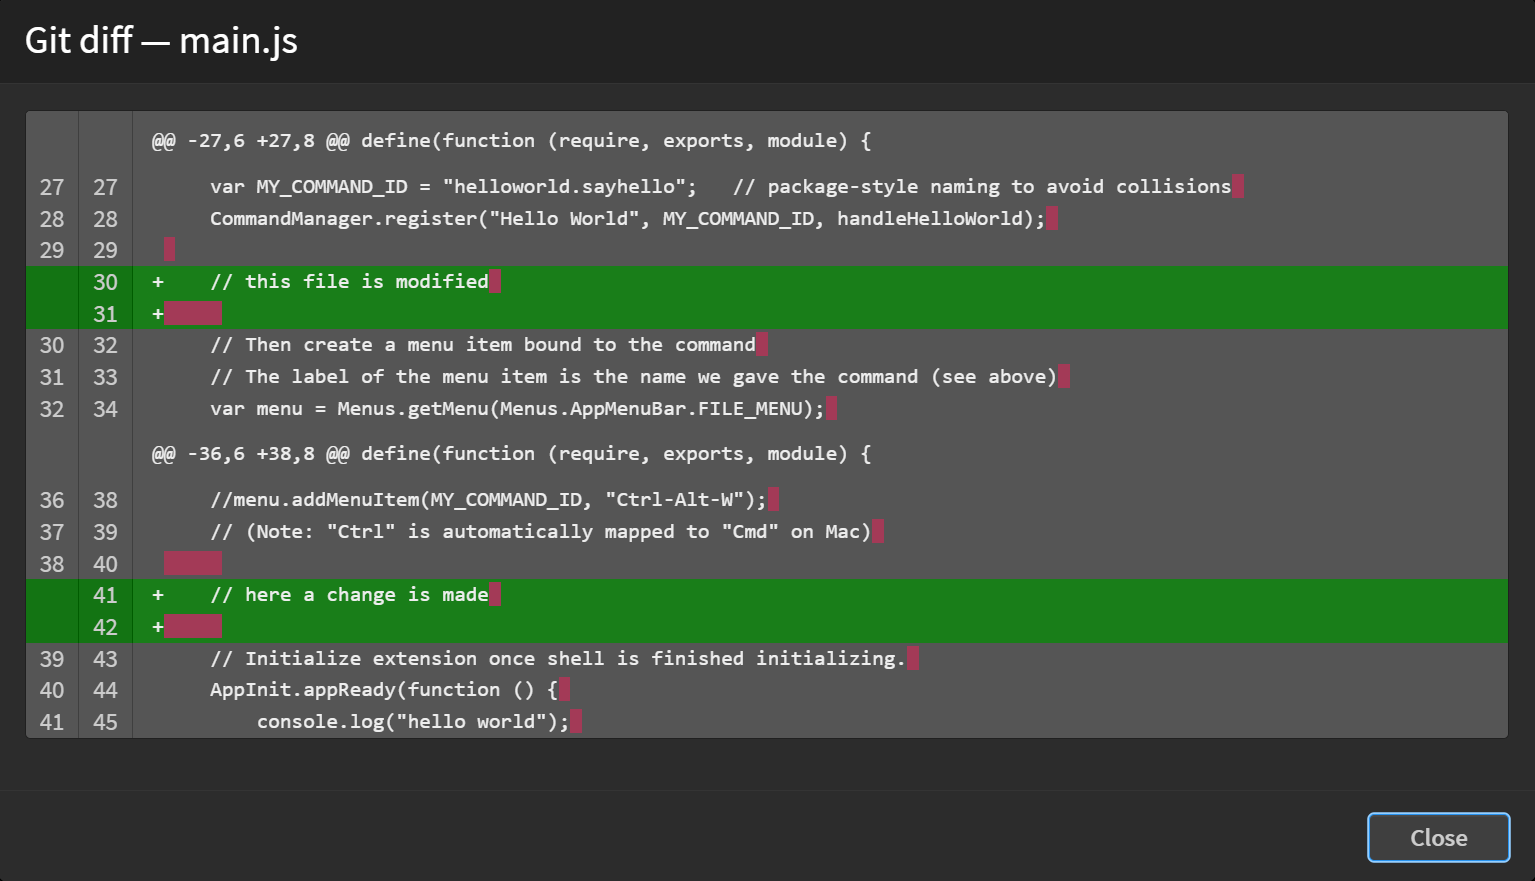 Git diff — main.js
@@ -27,6 +27,8 @@ define(function (require, exports, module) {
27 27 var MY_COMMAND_ID = "helloworld.sayhello";   // package-style naming to avoid collisions
28 28 CommandManager.register("Hello World", MY_COMMAND_ID, handleHelloWorld);
29 29
30 +    // this file is modified
31 +
30 32 // Then create a menu item bound to the command
31 33 // The label of the menu item is the name we gave the command (see above)
32 34 var menu = Menus.getMenu(Menus.AppMenuBar.FILE_MENU);
@@ -36,6 +38,8 @@ define(function (require, exports, module) {
36 38 //menu.addMenuItem(MY_COMMAND_ID, "Ctrl-Alt-W");
37 39 // (Note: "Ctrl" is automatically mapped to "Cmd" on Mac)
38 40
41 +    // here a change is made
42 +
39 43 // Initialize extension once shell is finished initializing.
40 44 AppInit.appReady(function () {
41 45     console.log("hello world");
Close